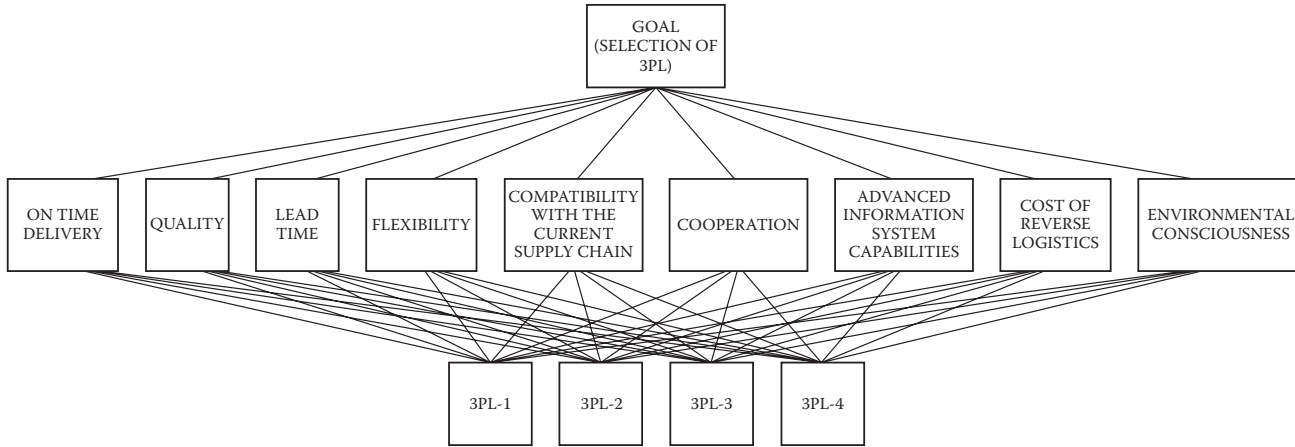 GOAL
(SELECTION OF
3PL)
ON TIME
DELIVERY
QUALITY
LEAD
TIME
FLEXIBILITY
COMPATIBILITY
WITH THE
CURRENT
SUPPLY CHAIN
COOPERATION
ADVANCED
INFORMATION
SYSTEM
CAPABILITIES
COST OF
REVERSE
LOGISTICS
ENVIRONMENTAL
CONSCIOUSNESS
3PL-1
3PL-2
3PL-3
3PL-4